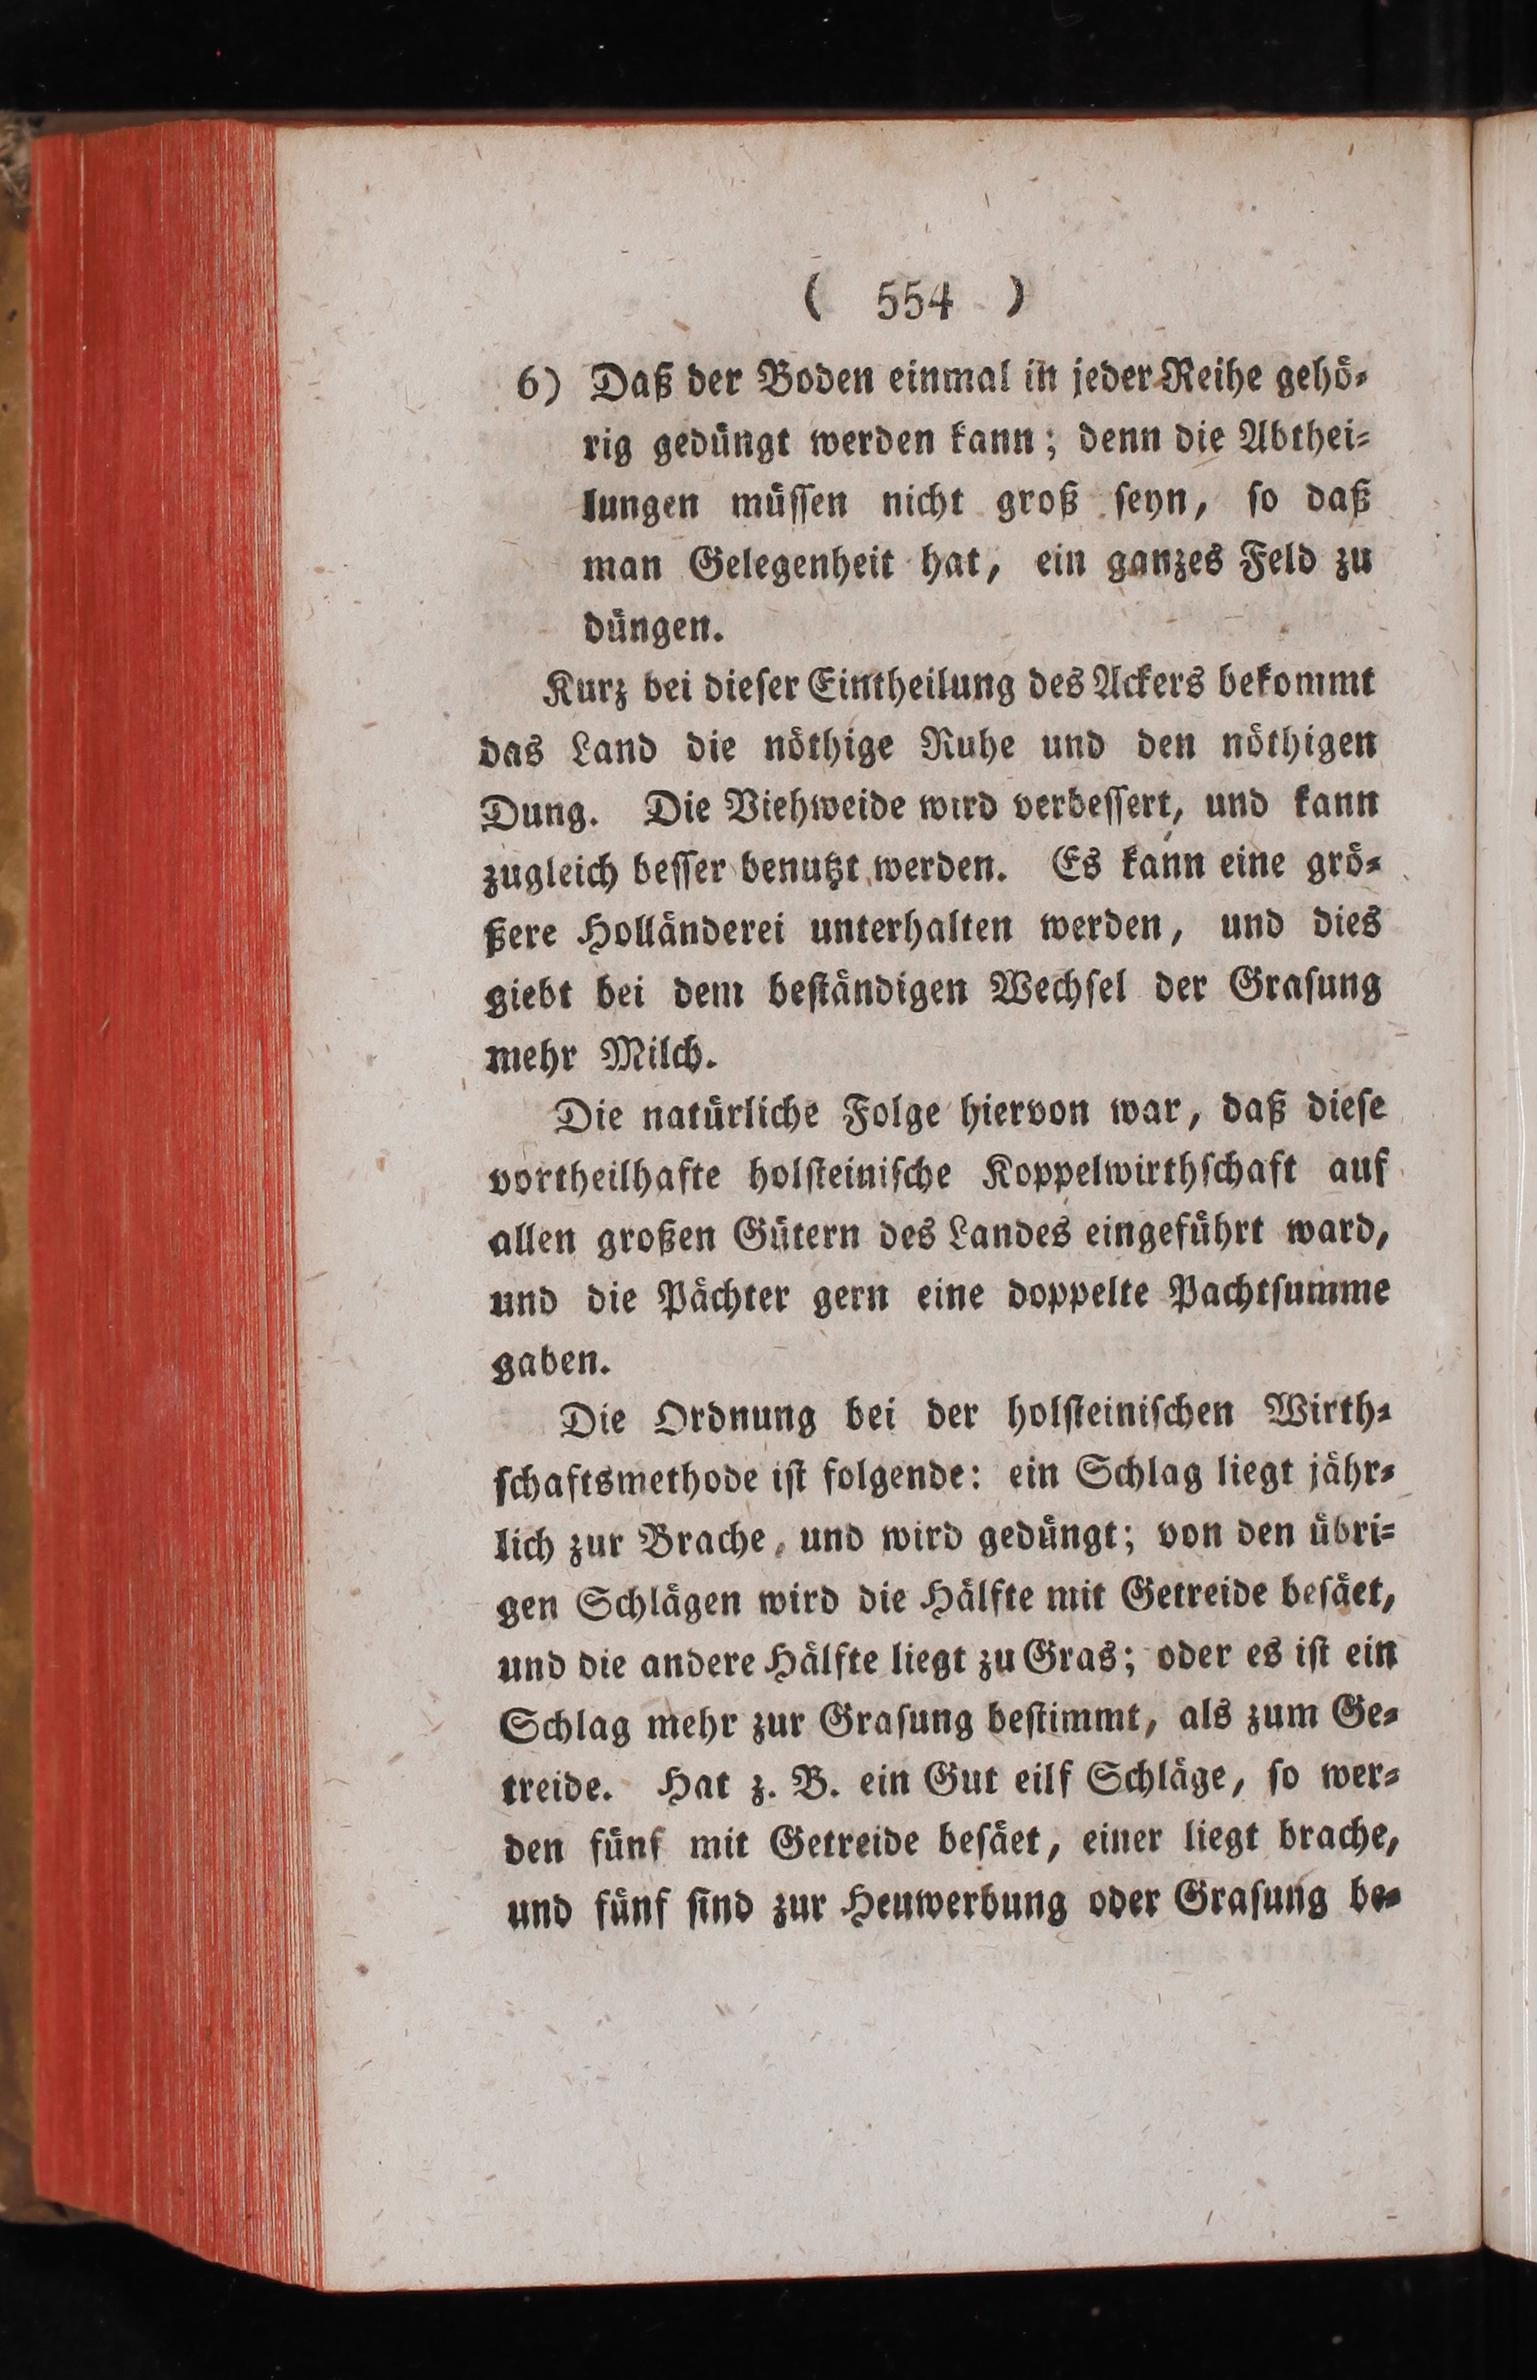 ( 554 )
6) Daß der Boden einmal in jeder Reihe gehö-
rig gedüngt werden kann; denn die Abthei-
lungen müssen nicht groß seyn, so daß
man Gelegenheit hat, ein ganzes Feld zu
düngen.
Kurz bei dieser Eintheilung des Ackers bekommt
das Land die nöthige Ruhe und den nöthigen
Dung. Die Viehweide wird verbessert, und kann
zugleich besser benutzt werden. Es kann eine grö-
ßere Holländerei unterhalten werden, und dies
giebt bei dem beständigen Wechsel der Grasung
mehr Milch.
Die natürliche Folge hiervon war, daß diese
vortheilhafte holsteinische Koppelwirthschaft auf
allen großen Gütern des Landes eingeführt ward,
und die Pächter gern eine doppelte Pachtsumme
gaben.
Die Ordnung bei der holsteinischen Wirth-
schaftsmethode ist folgende: ein Schlag liegt jähr-
lich zur Brache, und wird gedüngt; von den übri-
gen Schlägen wird die Hälfte mit Getreide besäet,
und die andere Hälfte liegt zu Gras; oder es ist ein
Schlag mehr zur Grasung bestimmt, als zum Ge-
treide. Hat z. B. ein Gut eilf Schläge, so wer-
den fünf mit Getreide besäet, einer liegt brache,
und fünf sind zur Heuwerbung oder Grasung be-